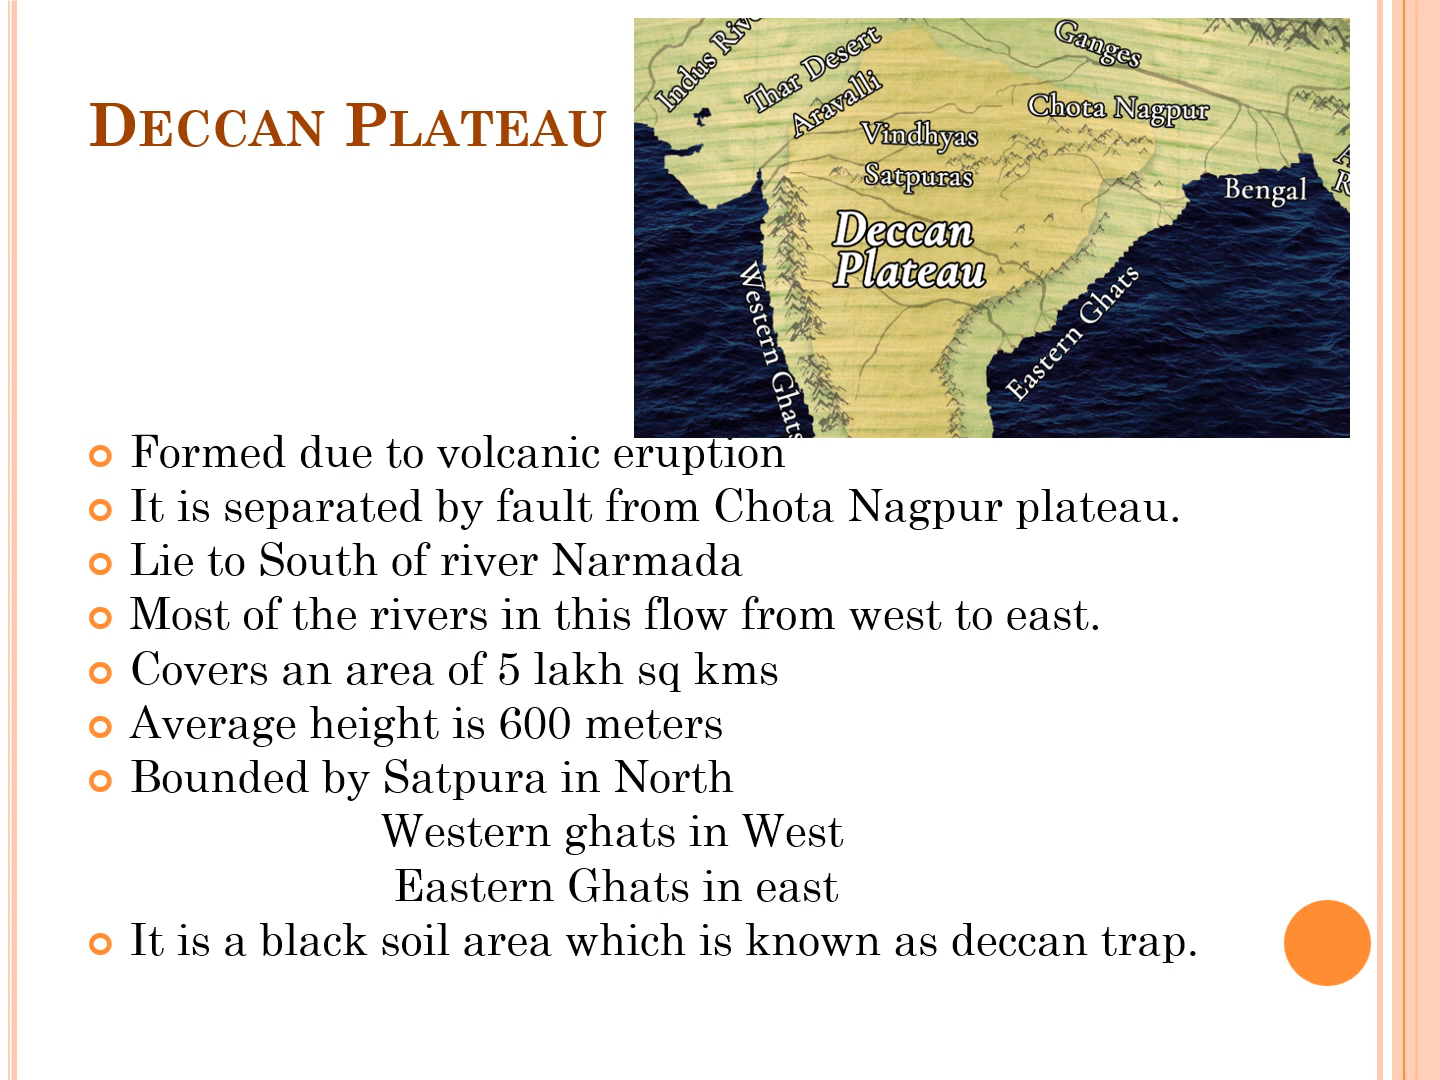 DECCAN PLATEAU
Indus Rive
Thar Desert
Aravalli
Ganges
Chota Nagpur
Vindhyas
Satpuras
Bengal
A
R
Deccan
Plateau
Western Ghats
Eastern Ghats
Formed due to volcanic eruption
It is separated by fault from Chota Nagpur plateau.
Lie to South of river Narmada
Most of the rivers in this flow from west to east.
Covers an area of 5 lakh sq kms
Average height is 600 meters
Bounded by Satpura in North
Western ghats in West
Eastern Ghats in east
It is a black soil area which is known as deccan trap.